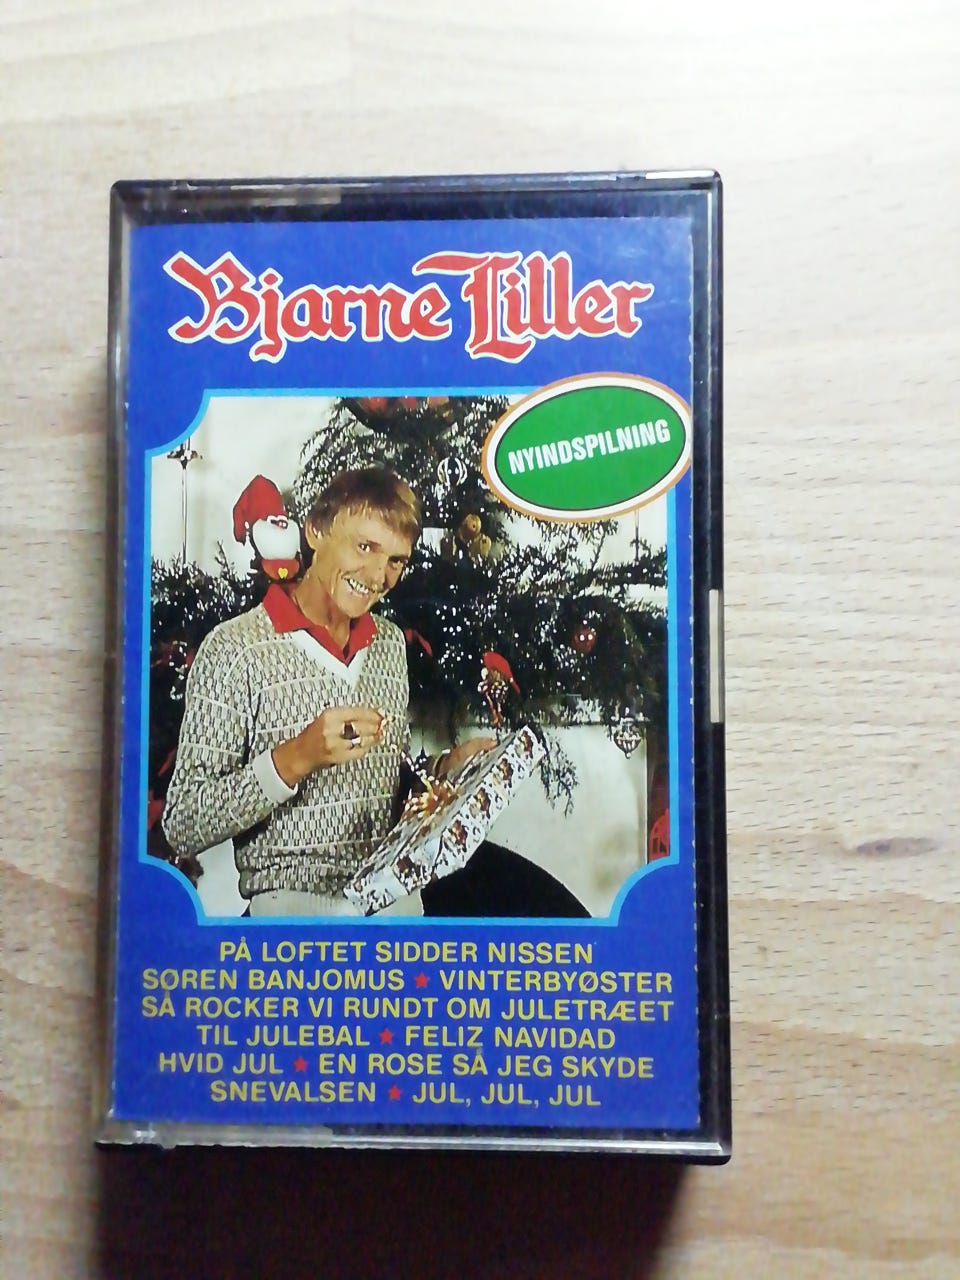 Bjarne Liller
NYINDSPILNING
PÅ LOFTET SIDDER NISSEN
SØREN BANJOMUS ★ VINTERBYØSTER
SÅ ROCKER VI RUNDT OM JULETRÆET
TIL JULEBAL ★ FELIZ NAVIDAD
HVID JUL ★ EN ROSE SÅ JEG SKYDE
SNEVALSEN ★ JUL, JUL, JUL